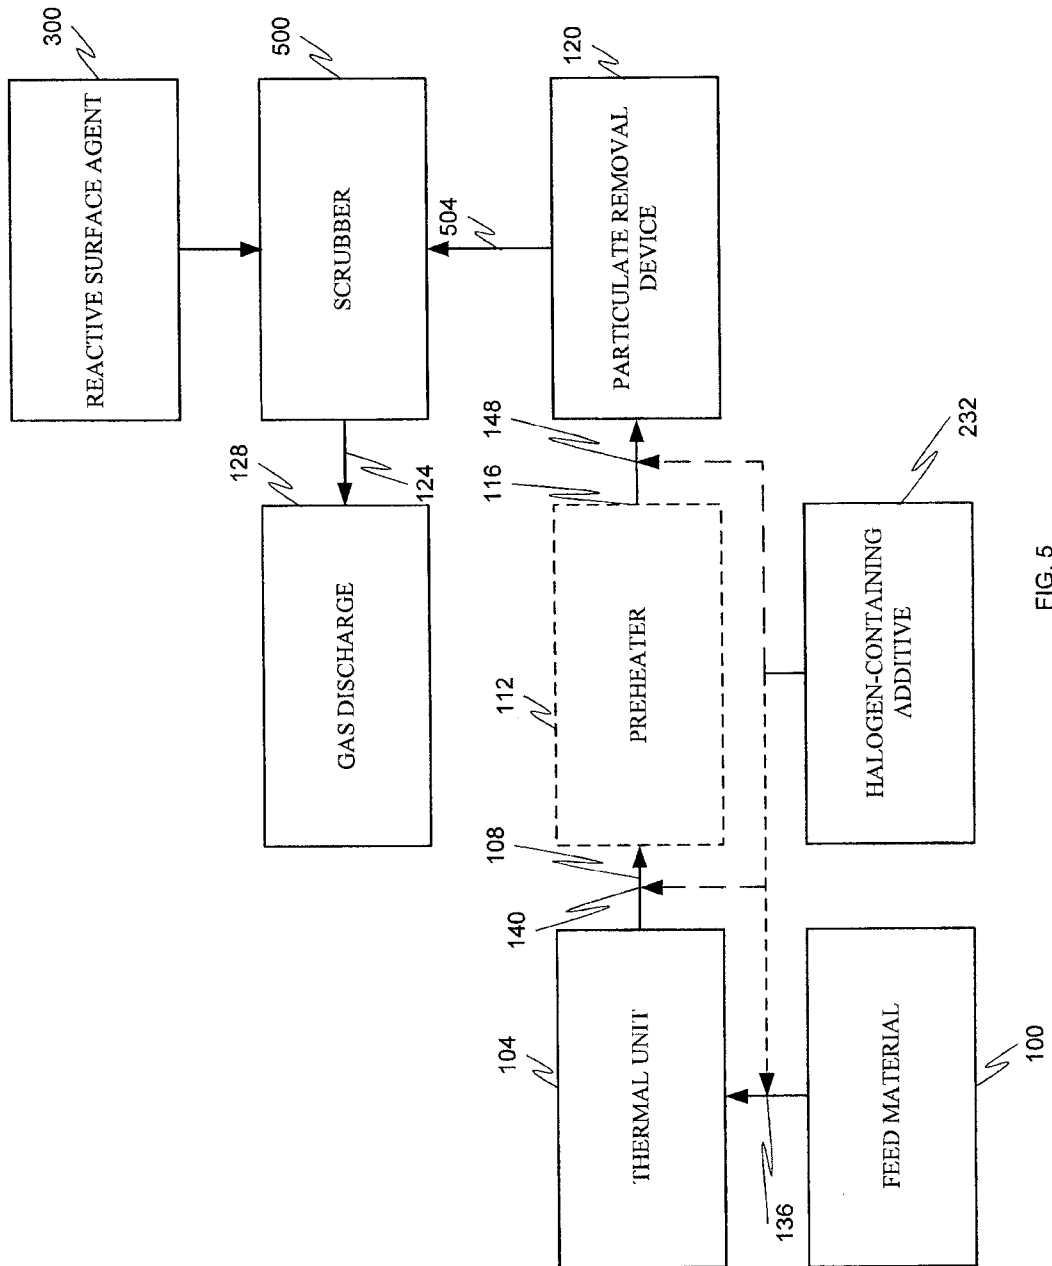 300
REACTIVE SURFACE AGENT
500
SCRUBBER
504
120
PARTICULATE REMOVAL
DEVICE
128
GAS DISCHARGE
124
148
116
112
PREHEATER
232
HALOGEN-CONTAINING
ADDITIVE
108
140
104
THERMAL UNIT
136
100
FEED MATERIAL
FIG. 5